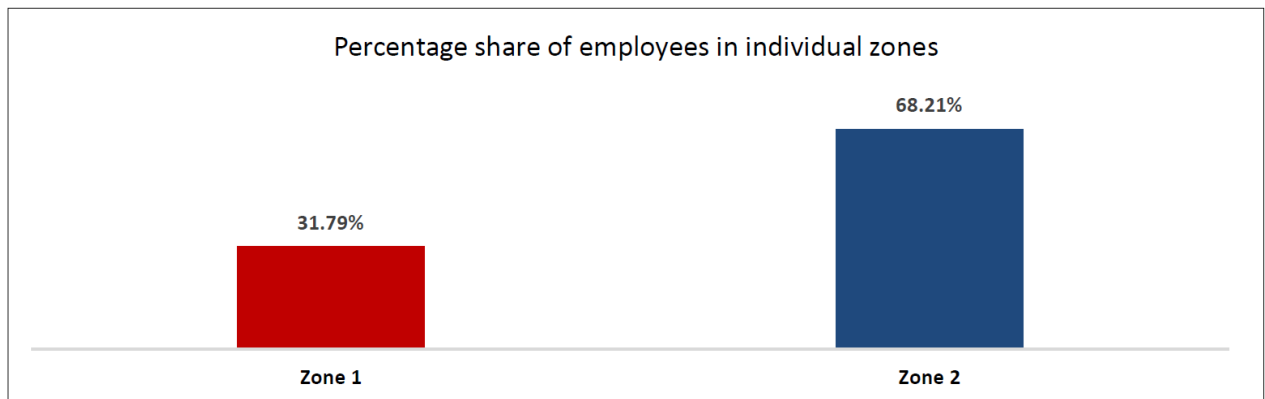 Percentage share of employees in individual zones
68.21%
31.79%
Zone 1
Zone 2